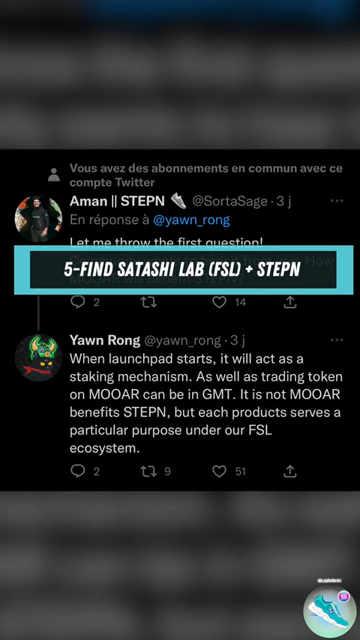 Vous avez des abonnements en commun avec ce
compte Twitter
Aman || STEPN @SortaSage · 3 j
En réponse à @yawn_rong
Let me throw the first question!
How
5-FIND SATASHI LAB (FSL) + STEPN
2 14
Yawn Rong @yawn_rong · 3 j
When launchpad starts, it will act as a
staking mechanism. As well as trading token
on MOOAR can be in GMT. It is not MOOAR
benefits STEPN, but each products serves a
particular purpose under our FSL
ecosystem.
2 9 51